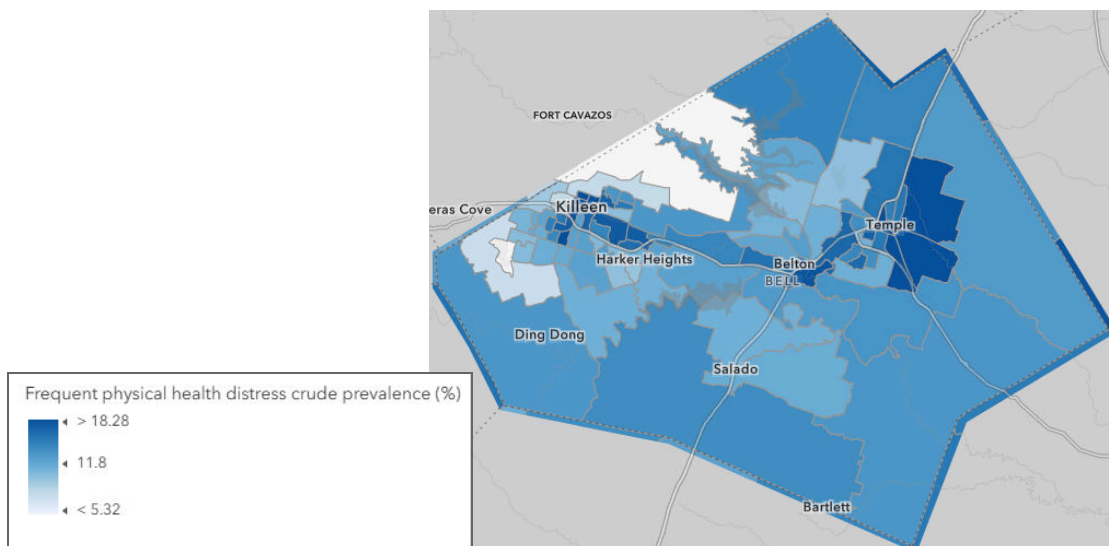 FORT CAVAZOS
eras Cove
Killeen
Temple
Harker Heights
Belton
BELL
Ding Dong
Salado
Bartlett
Frequent physical health distress crude prevalence (%)
> 18.28
11.8
< 5.32